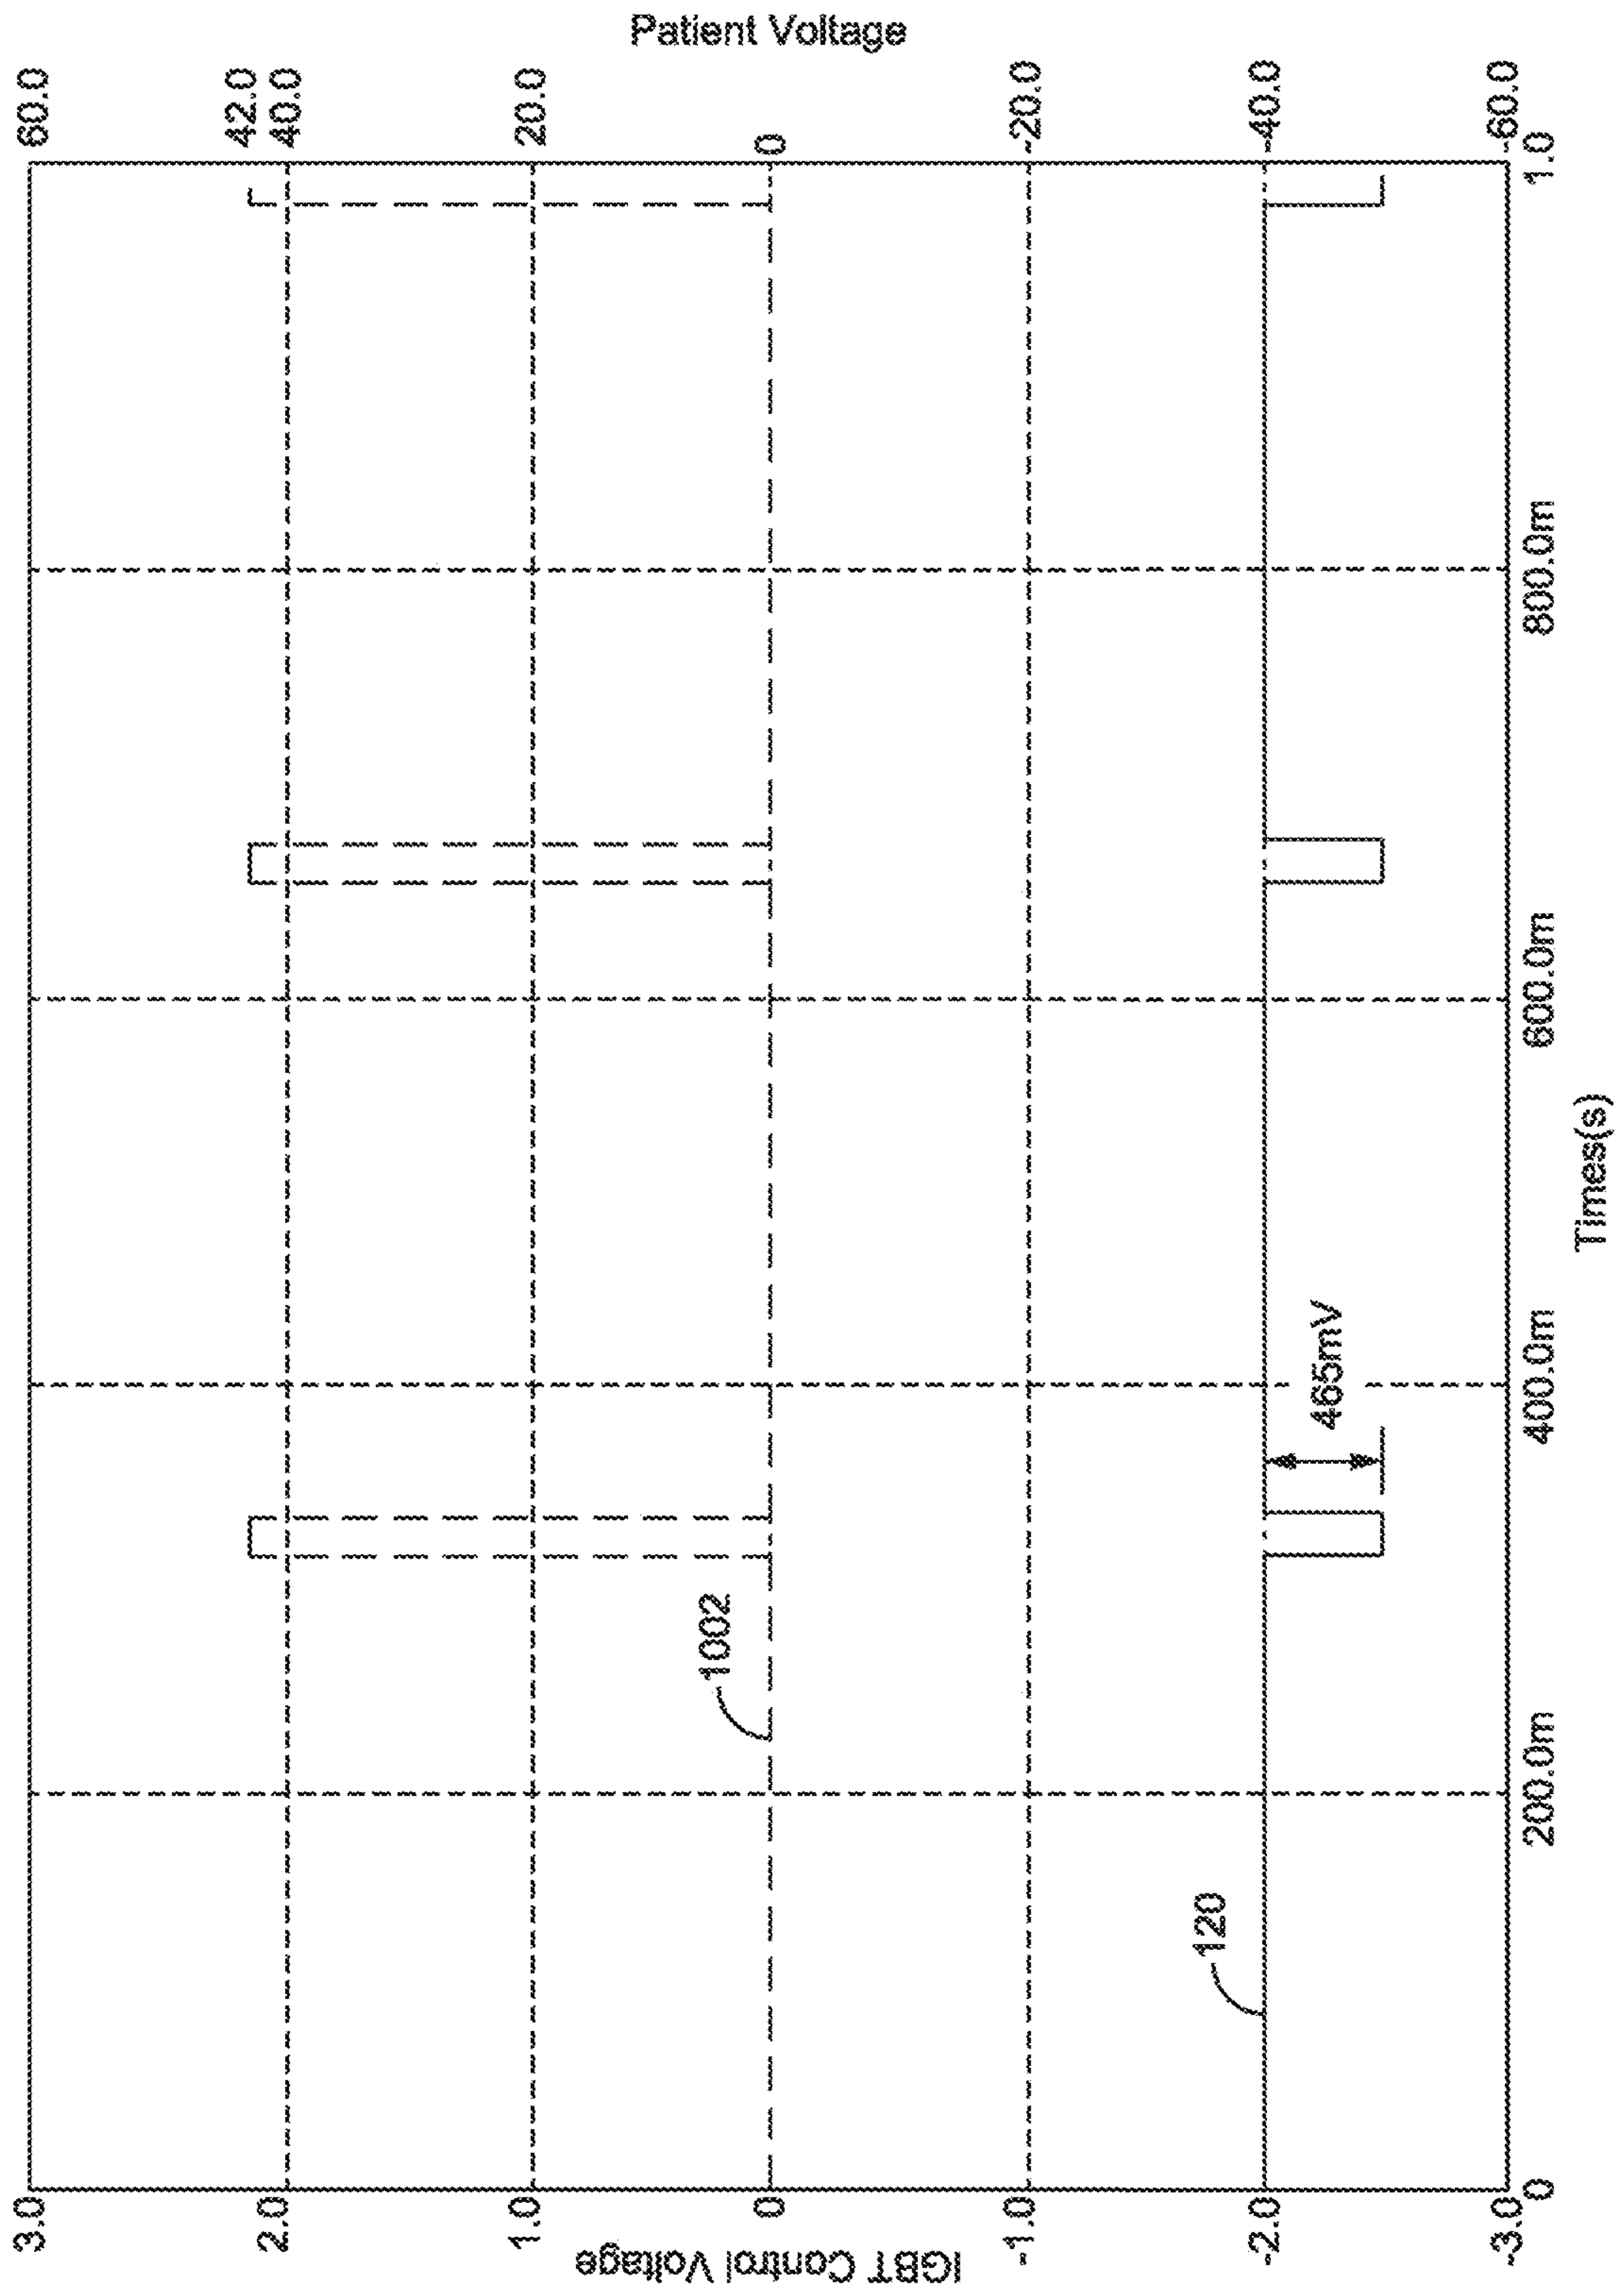 Patient Voltage
60.0
42.0
40.0
20.0
0
-20.0
-40.0
-60.0
3.0
2.0
1.0
0
-1.0
-2.0
-3.0
IGBT Control Voltage
1002
120
465mV
0
200.0m
400.0m
600.0m
800.0m
1.0
Times(s)